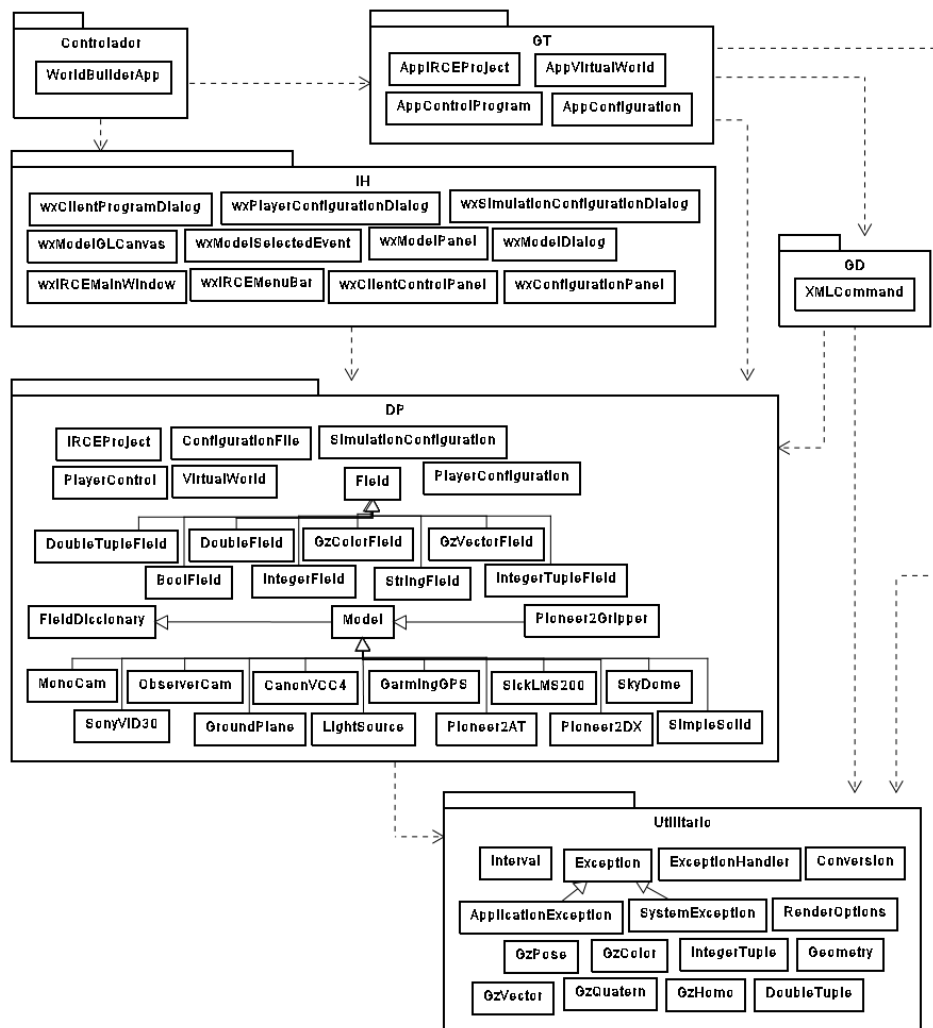 Controlador
WorldBuilderApp
GT
AppIRCEProject
AppVirtualWorld
AppControlProgram
AppConfiguration
IH
wxClientProgramDialog
wxPlayerConfigurationDialog
wxSimulationConfigurationDialog
wxModelGLCanvas
wxModelSelectedEvent
wxModelPanel
wxModelDialog
wxIRCEMainWindow
wxIRCEMenuBar
wxClientControlPanel
wxConfigurationPanel
GD
XMLCommand
DP
IRCEProject
ConfigurationFile
SimulationConfiguration
PlayerControl
VirtualWorld
Field
PlayerConfiguration
DoubleTupleField
DoubleField
GzColorField
GzVectorField
BoolField
IntegerField
StringField
IntegerTupleField
FieldDiccionary
Model
Pioneer2Gripper
MonoCam
ObserverCam
CanonVCC4
GarmingGPS
SickLMS200
SkyDome
SonyVID30
GroundPlane
LightSource
Pioneer2AT
Pioneer2DX
SimpleSolid
Utilitario
Interval
Exception
ExceptionHandler
Conversion
ApplicationException
SystemException
RenderOptions
GzPose
GzColor
IntegerTuple
Geometry
GzVector
GzQuatern
GzHomo
DoubleTuple